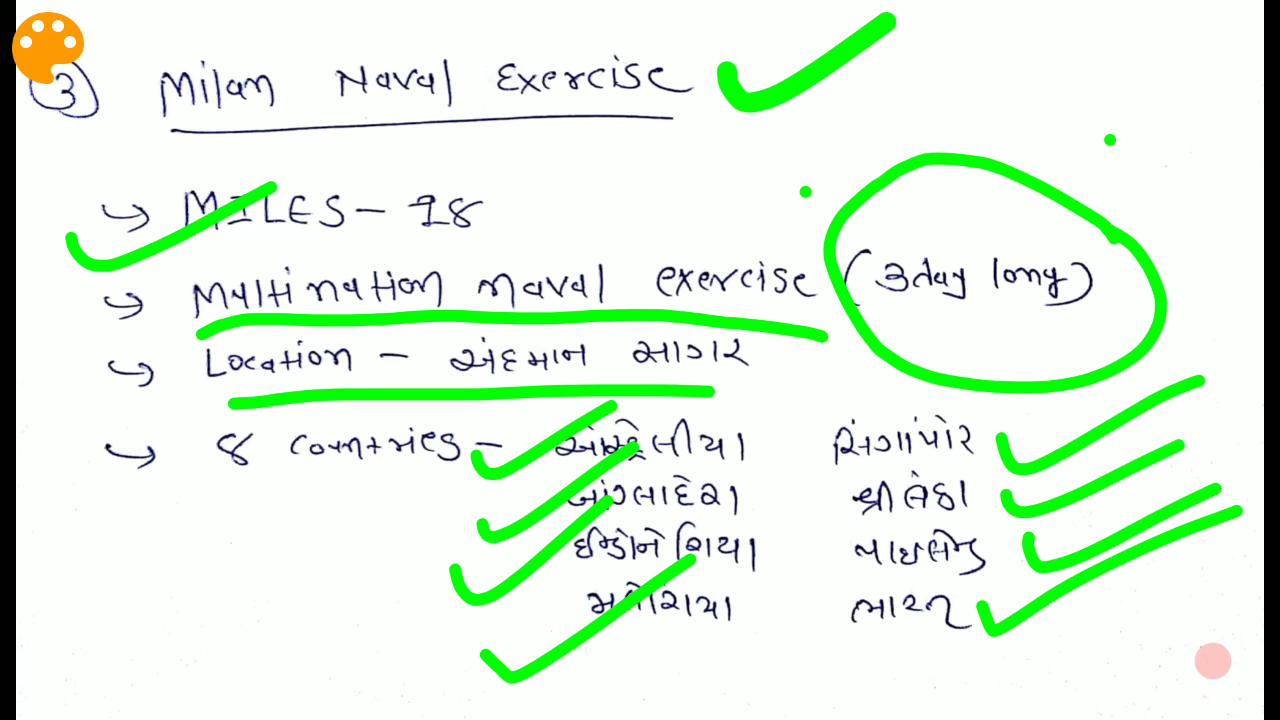 (3) Milan Naval Exercise
→ MILES - 18
→ Multination naval exercise (3 day long)
→ Location - અંદમાન સાગર
→ 8 countries - ઓસ્ટ્રેલીયા સિંગાપોર
બાંગ્લાદેશ શ્રીલંકા
ઈન્ડોનેશિયા થાઇલેન્ડ
મલેશિયા ભારત